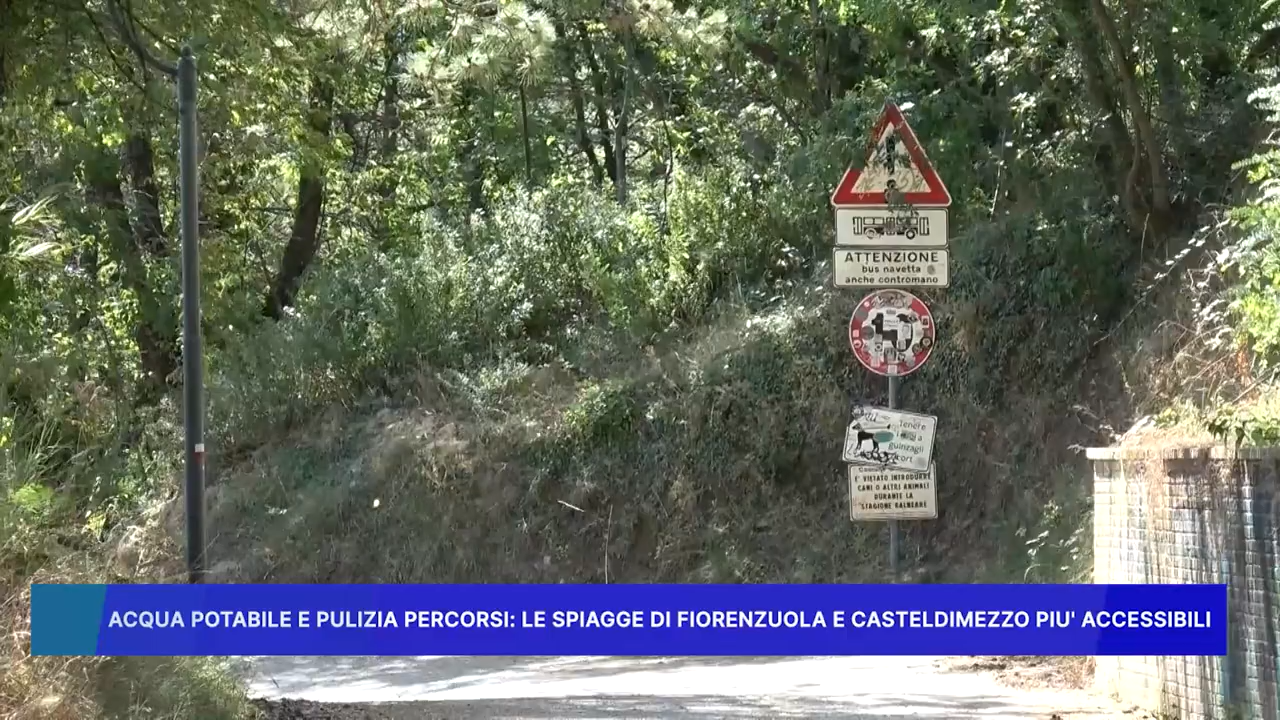 ATTENZIONE
bus navetta
anche contromano
Tenere
guinzagli
E' VIETATO INTRODURRE
CANI O ALTRI ANIMALI
DURANTE LA
STAGIONE BALNEARE
ACQUA POTABILE E PULIZIA PERCORSI: LE SPIAGGE DI FIORENZUOLA E CASTELDIMEZZO PIU' ACCESSIBILI